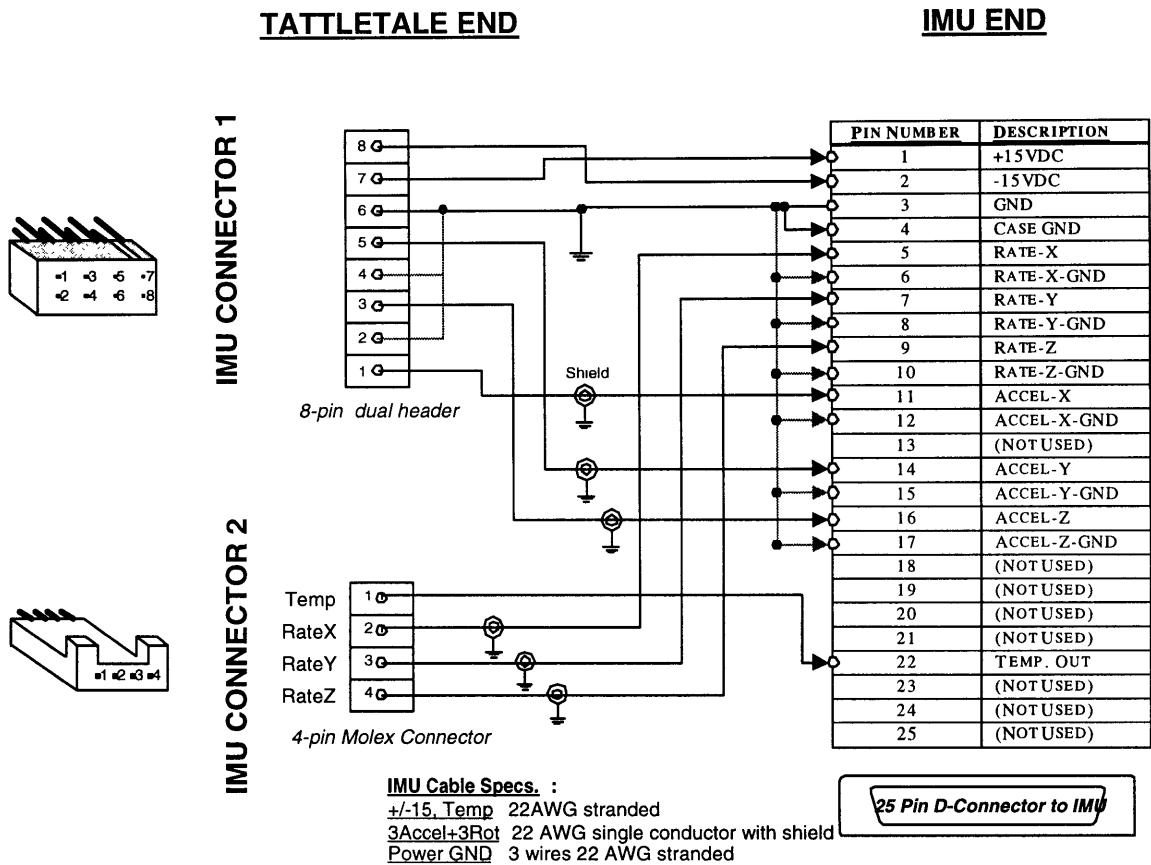 TATTLETALE END
IMU END
IMU CONNECTOR 1
8
7
6
5
4
3
2
1
•1 •3 •5 •7
•2 •4 •6 •8
8-pin dual header
Shield
IMU CONNECTOR 2
Temp 1
RateX 2
RateY 3
RateZ 4
•1 •2 •3 •4
4-pin Molex Connector
PIN NUMBER DESCRIPTION
1 +15VDC
2 -15VDC
3 GND
4 CASE GND
5 RATE-X
6 RATE-X-GND
7 RATE-Y
8 RATE-Y-GND
9 RATE-Z
10 RATE-Z-GND
11 ACCEL-X
12 ACCEL-X-GND
13 (NOT USED)
14 ACCEL-Y
15 ACCEL-Y-GND
16 ACCEL-Z
17 ACCEL-Z-GND
18 (NOT USED)
19 (NOT USED)
20 (NOT USED)
21 (NOT USED)
22 TEMP. OUT
23 (NOT USED)
24 (NOT USED)
25 (NOT USED)
IMU Cable Specs. :
+/-15, Temp 22AWG stranded
3Accel+3Rot 22 AWG single conductor with shield
Power GND 3 wires 22 AWG stranded
25 Pin D-Connector to IMU